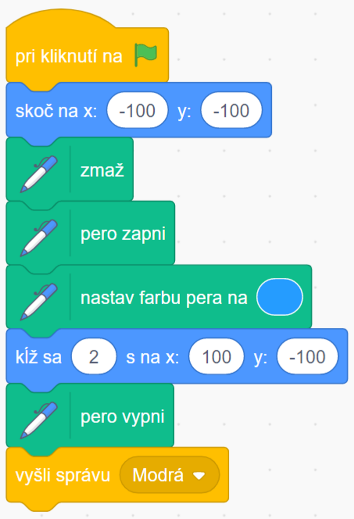 pri kliknutí na
skoč na x: -100 y: -100
zmaž
pero zapni
nastav farbu pera na
kĺž sa 2 s na x: 100 y: -100
pero vypni
vyšli správu Modrá